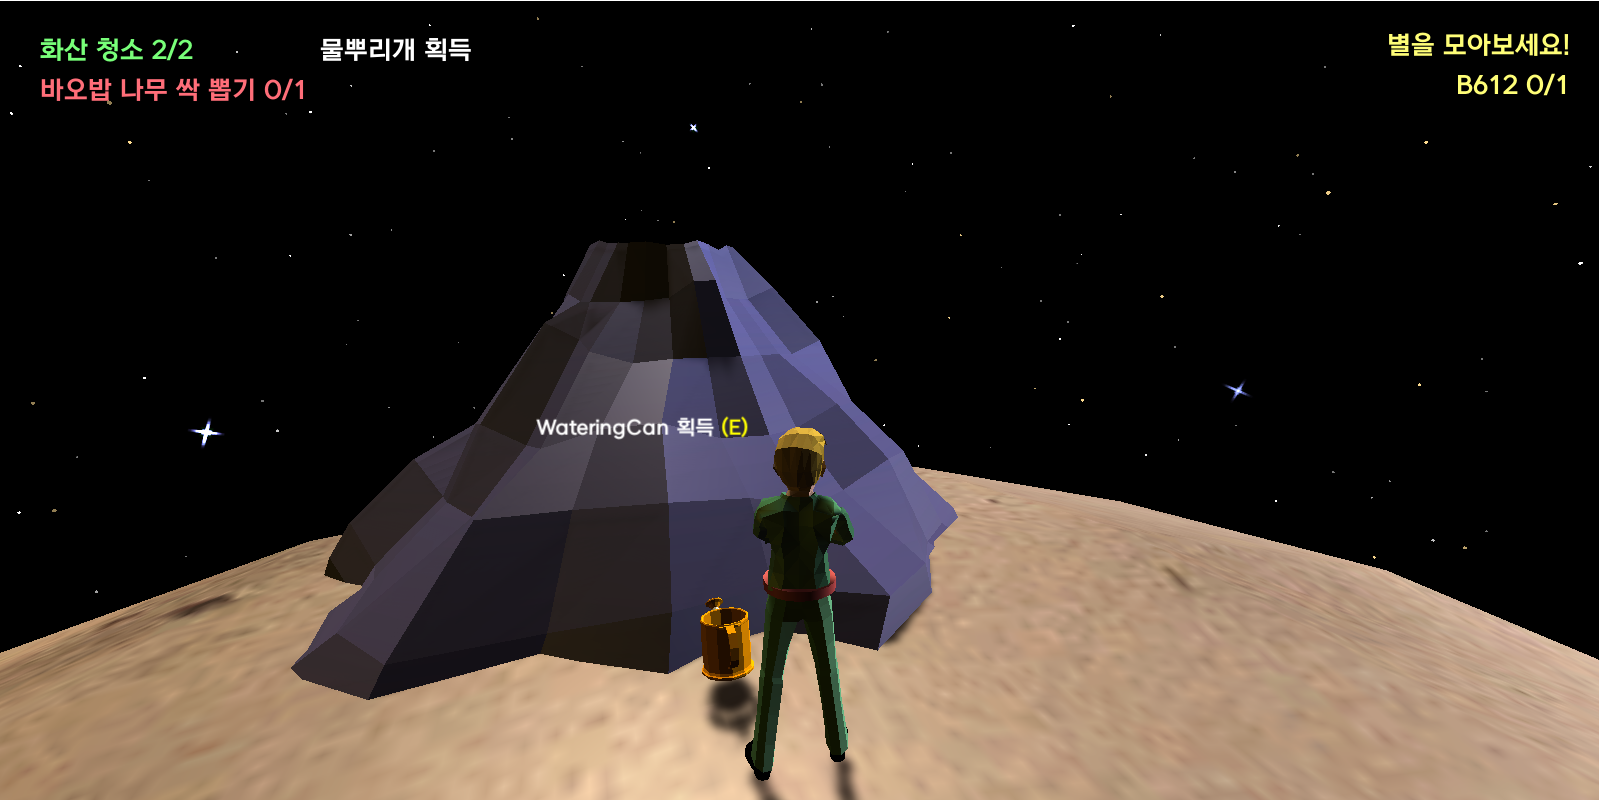 화산 청소 2/2
물뿌리개 획득
바오밥 나무 싹 뽑기 0/1
별을 모아보세요!
B612 0/1
WateringCan 획득 (E)